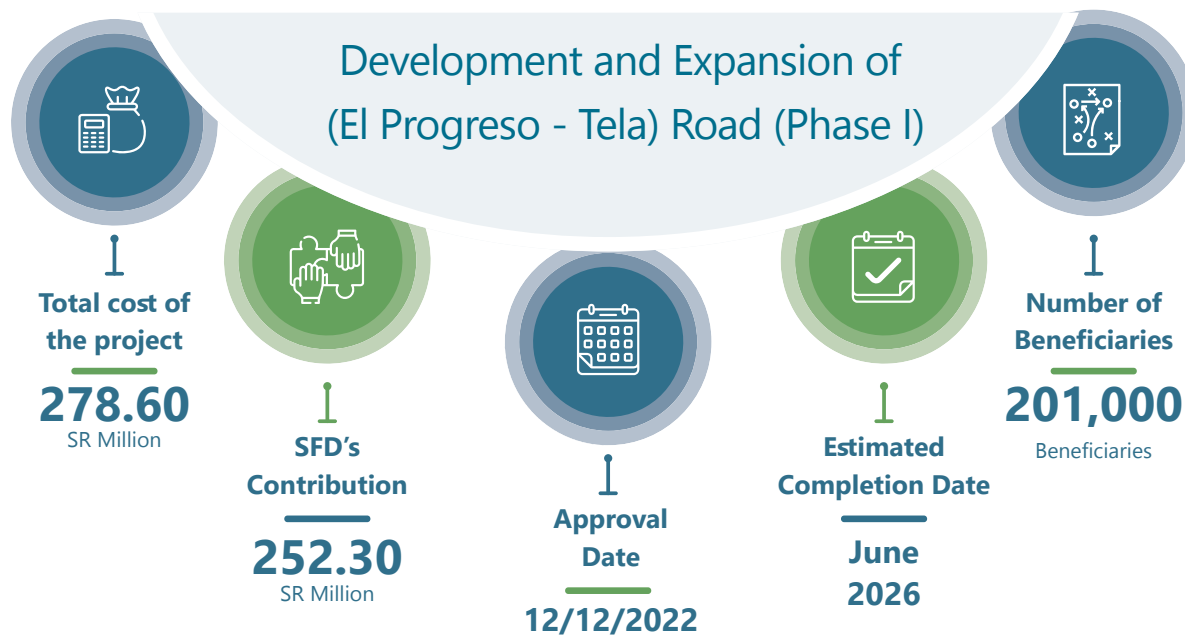 Development and Expansion of
(El Progreso - Tela) Road (Phase I)
Total cost of
the project
278.60
SR Million
SFD’s
Contribution
252.30
SR Million
Approval
Date
12/12/2022
Estimated
Completion Date
June
2026
Number of
Beneficiaries
201,000
Beneficiaries